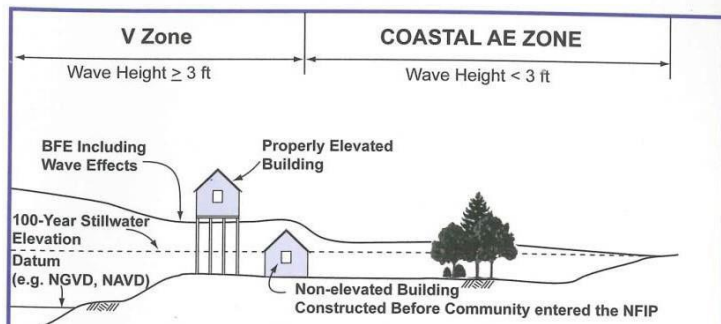 V Zone
COASTAL AE ZONE
Wave Height ≥ 3 ft
Wave Height < 3 ft
BFE Including
Wave Effects
Properly Elevated
Building
100-Year Stillwater
Elevation
Datum
(e.g. NGVD, NAVD)
Non-elevated Building
Constructed Before Community entered the NFIP